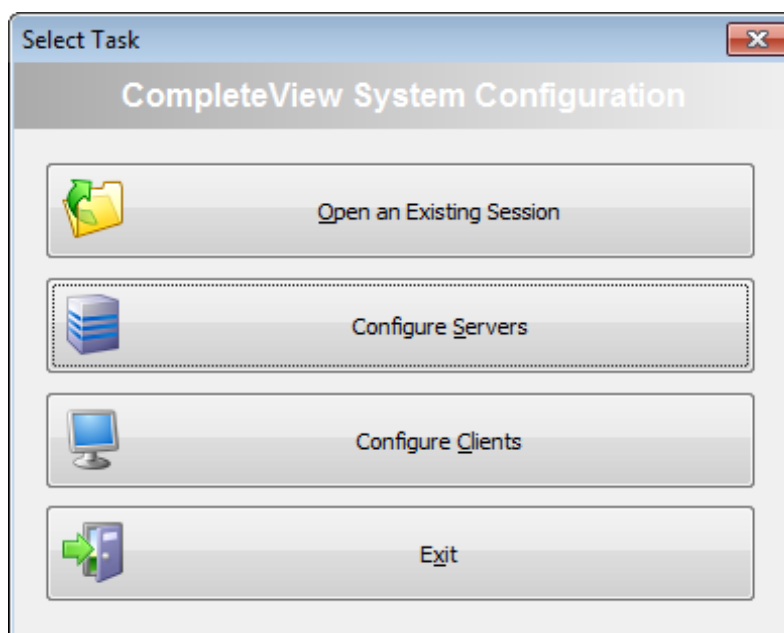 Select Task
CompleteView System Configuration
Open an Existing Session
Configure Servers
Configure Clients
Exit